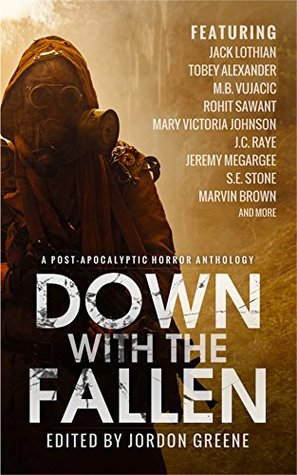 FEATURING
JACK LOTHIAN
TOBEY ALEXANDER
M.B. VUJACIC
ROHIT SAWANT
MARY VICTORIA JOHNSON
J.C. RAYE
JEREMY MEGARGEE
S.E. STONE
MARVIN BROWN
AND MORE
A POST-APOCALYPTIC HORROR ANTHOLOGY
DOWN
WITH THE
FALLEN
EDITED BY JORDON GREENE